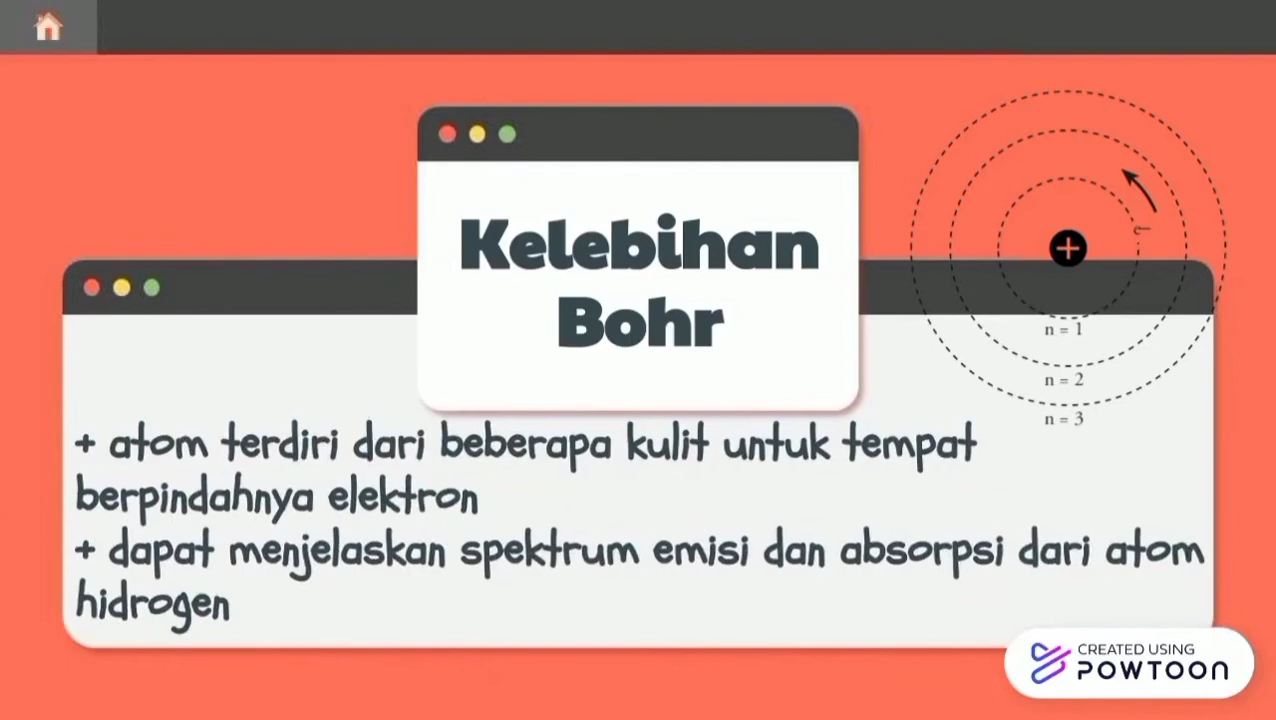 Kelebihan
Bohr
n = 1
n = 2
n = 3
+ atom terdiri dari beberapa kulit untuk tempat
berpindahnya elektron
+ dapat menjelaskan spektrum emisi dan absorpsi dari atom
hidrogen
CREATED USING
POWTOON